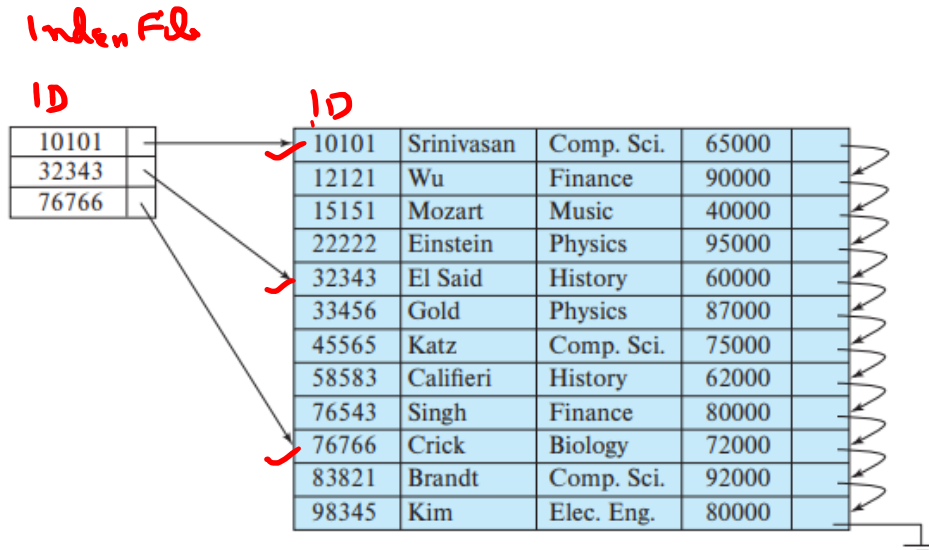 Index File
ID
ID
10101
32343
76766
10101 Srinivasan Comp. Sci. 65000
12121 Wu Finance 90000
15151 Mozart Music 40000
22222 Einstein Physics 95000
32343 El Said History 60000
33456 Gold Physics 87000
45565 Katz Comp. Sci. 75000
58583 Califieri History 62000
76543 Singh Finance 80000
76766 Crick Biology 72000
83821 Brandt Comp. Sci. 92000
98345 Kim Elec. Eng. 80000